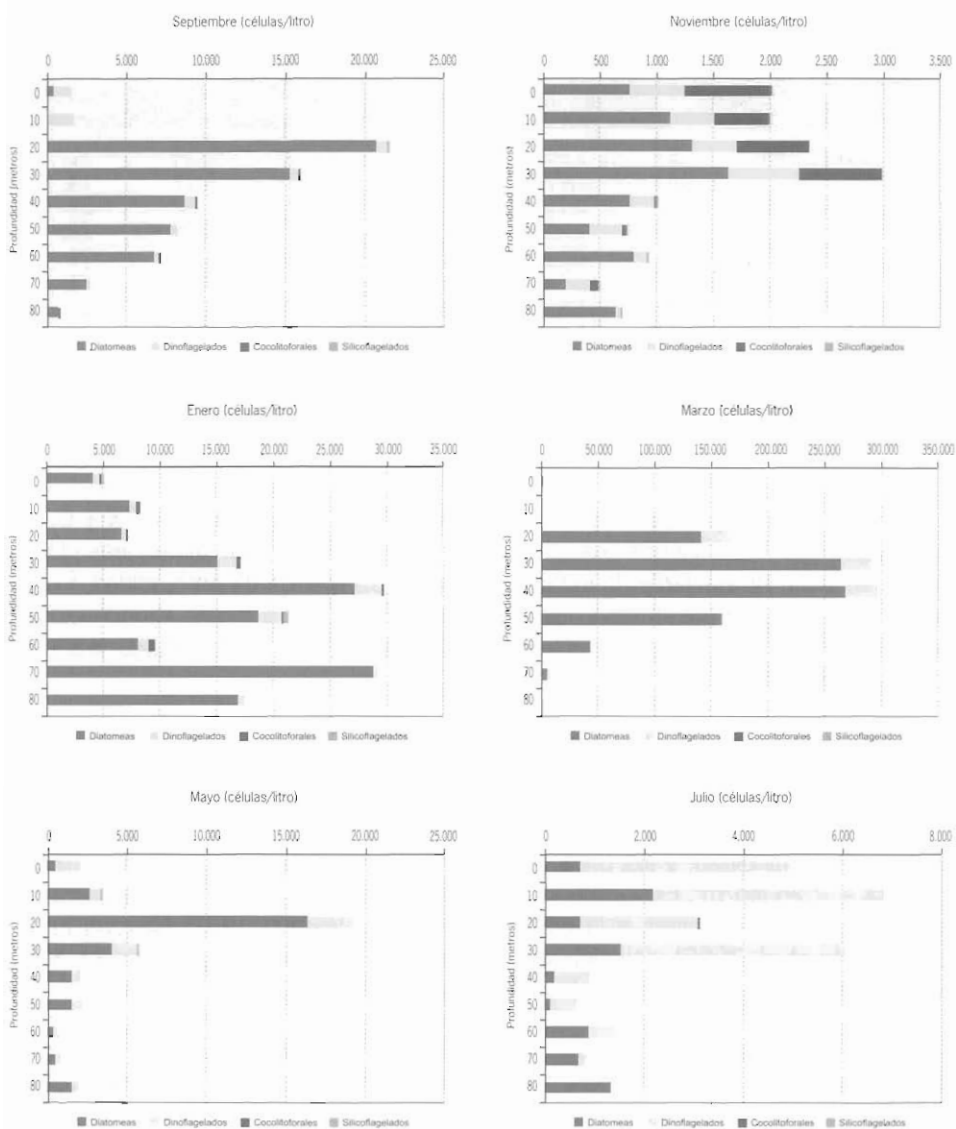 Septiembre (células/litro)
0 5.000 10.000 15.000 20.000 25.000
Profundidad (metros)
0
10
20
30
40
50
60
70
80
Diatomeas Dinoflagelados Cocolitoforales Silicoflagelados
Noviembre (células/litro)
0 500 1.000 1.500 2.000 2.500 3.000 3.500
Profundidad (metros)
0
10
20
30
40
50
60
70
80
Diatomeas Dinoflagelados Cocolitoforales Silicoflagelados
Enero (células/litro)
0 5.000 10.000 15.000 20.000 25.000 30.000 35.000
Profundidad (metros)
0
10
20
30
40
50
60
70
80
Diatomeas Dinoflagelados Cocolitoforales Silicoflagelados
Marzo (células/litro)
0 50.000 100.000 150.000 200.000 250.000 300.000 350.000
Profundidad (metros)
0
10
20
30
40
50
60
70
80
Diatomeas Dinoflagelados Cocolitoforales Silicoflagelados
Mayo (células/litro)
0 5.000 10.000 15.000 20.000 25.000
Profundidad (metros)
0
10
20
30
40
50
60
70
80
Diatomeas Dinoflagelados Cocolitoforales Silicoflagelados
Julio (células/litro)
0 2.000 4.000 6.000 8.000
Profundidad (metros)
0
10
20
30
40
50
60
70
80
Diatomeas Dinoflagelados Cocolitoforales Silicoflagelados